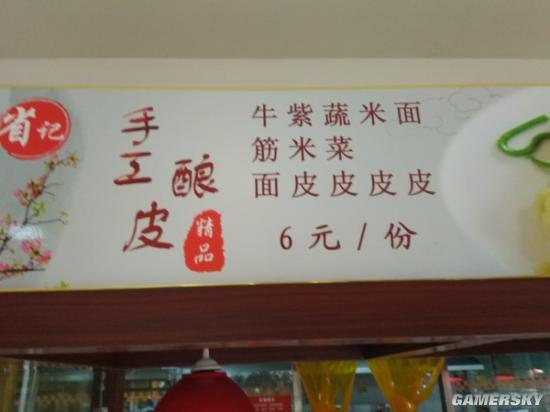 省记
手工酿皮
精品
牛紫蔬米面
筋米菜
面皮皮皮皮
6元/份
GAMERSKY